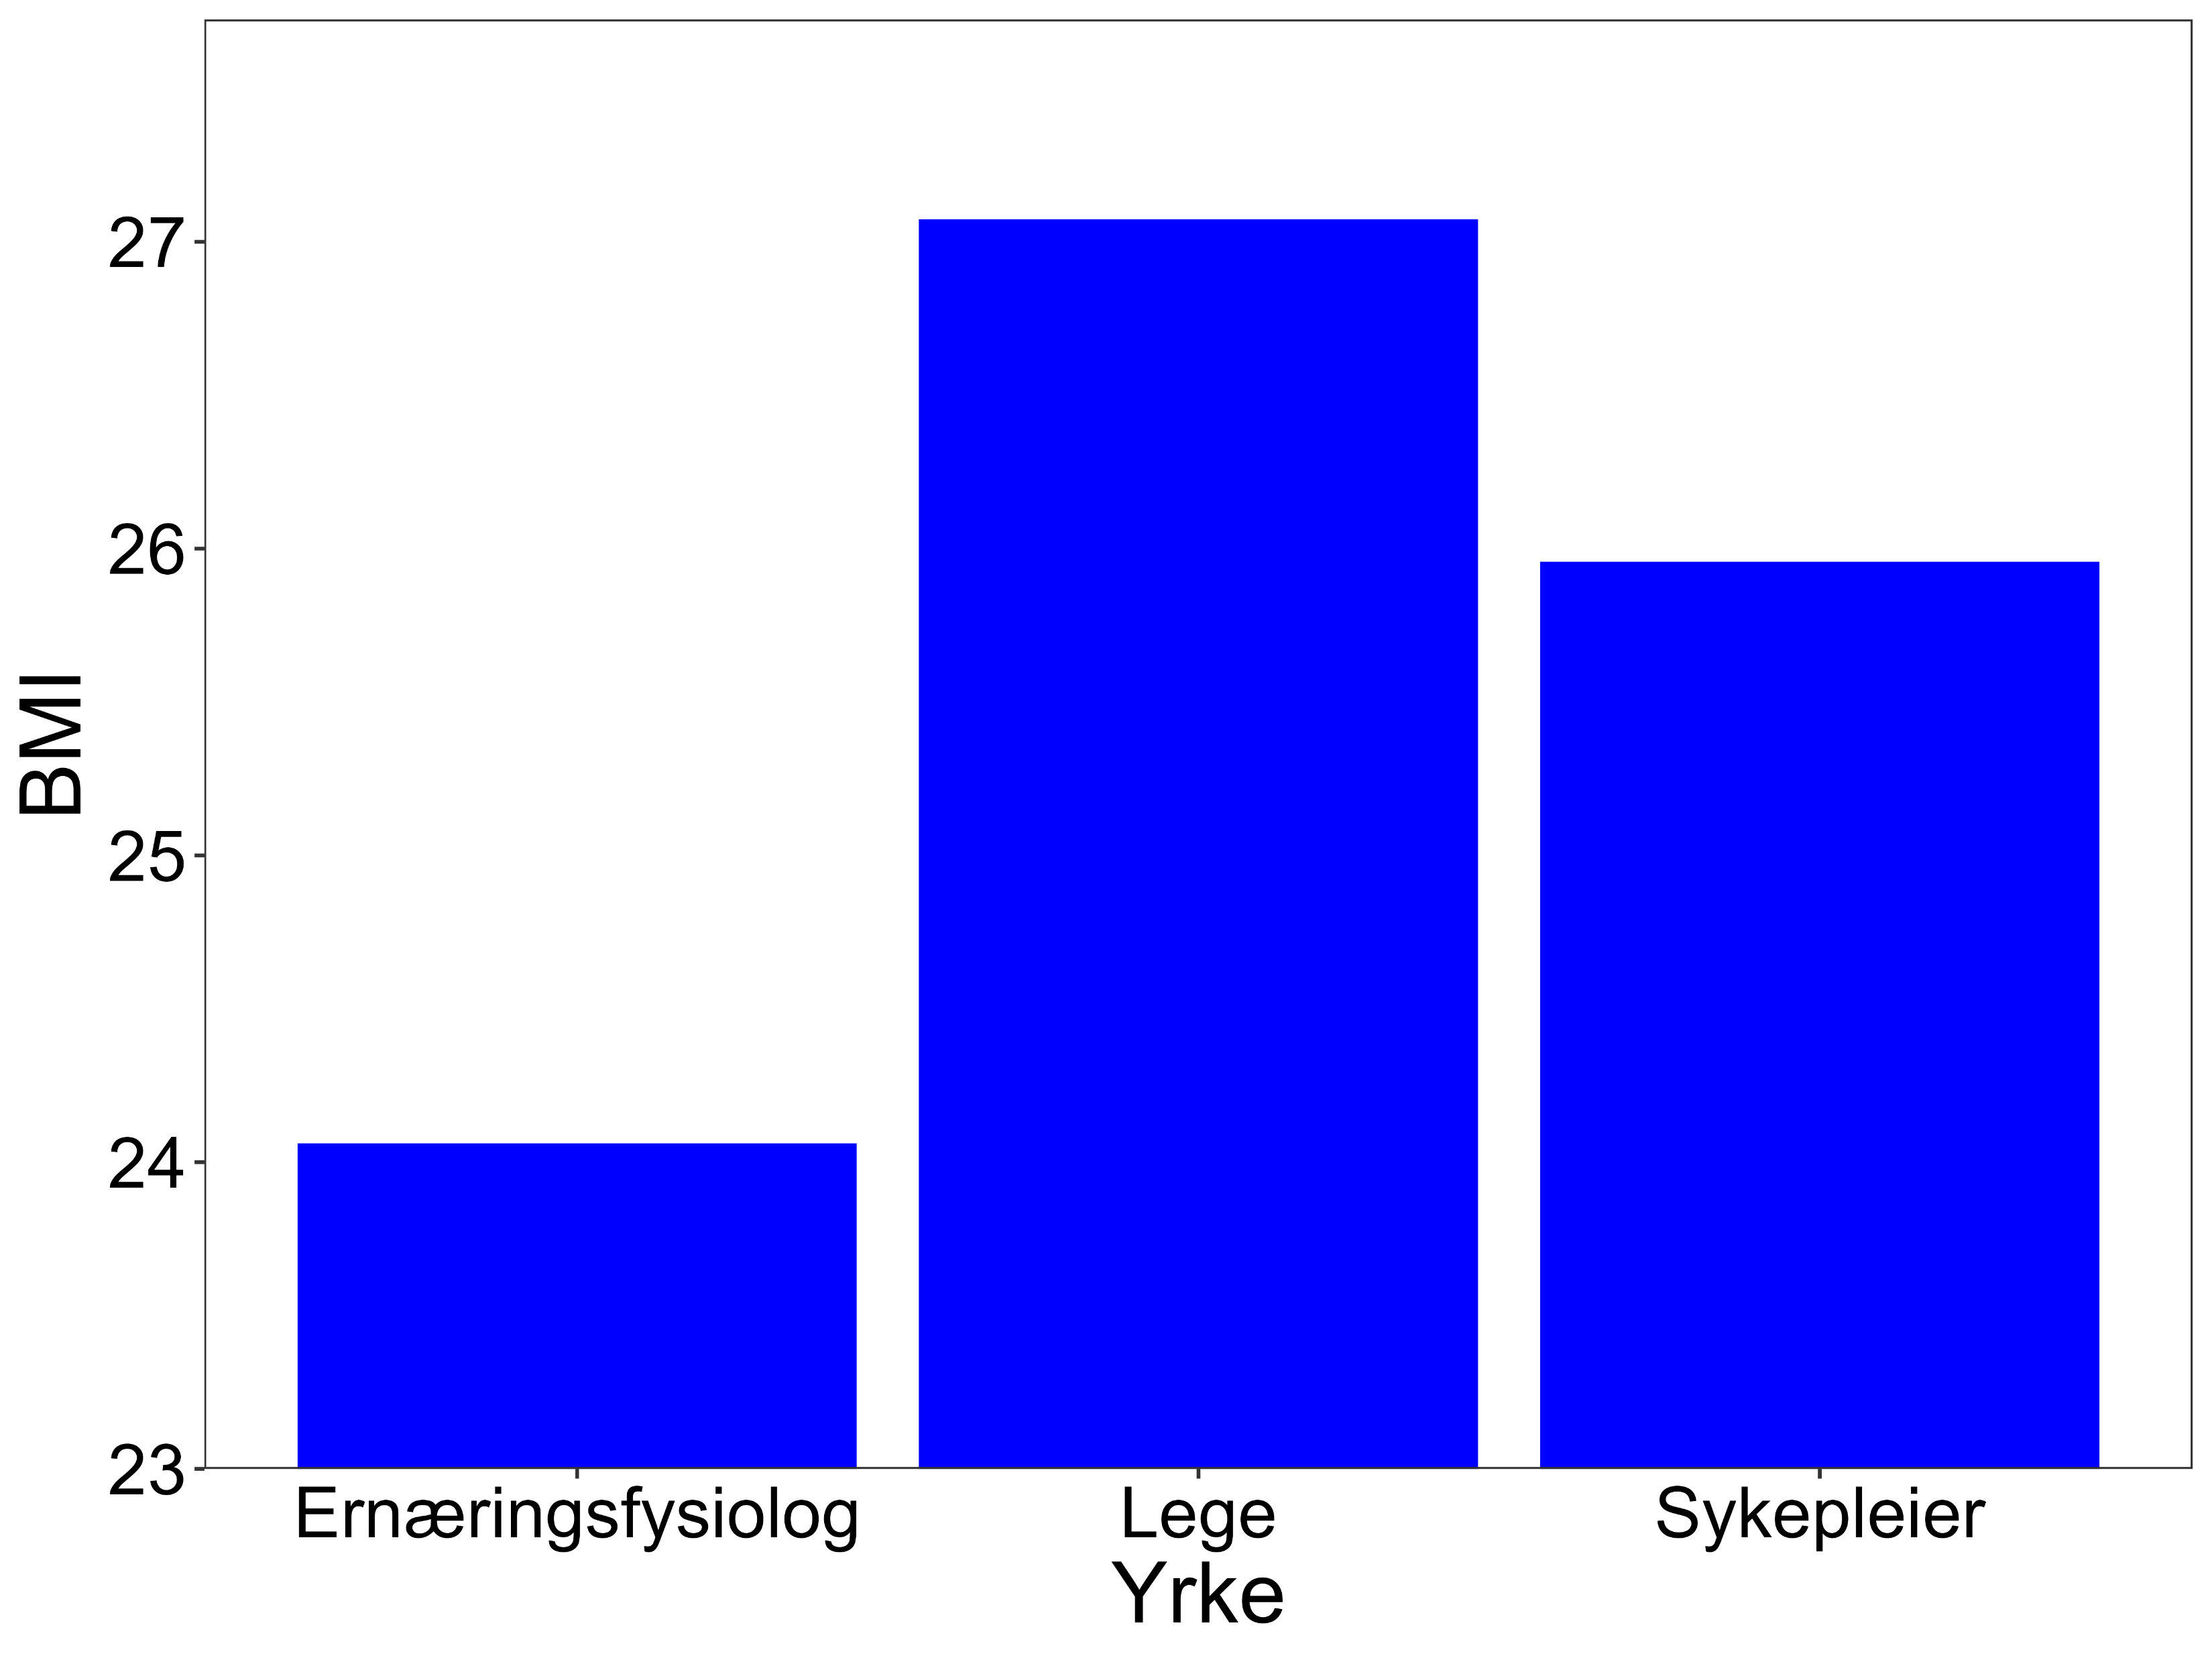 BMI
27
26
25
24
23
Ernæringsfysiolog
Lege
Sykepleier
Yrke